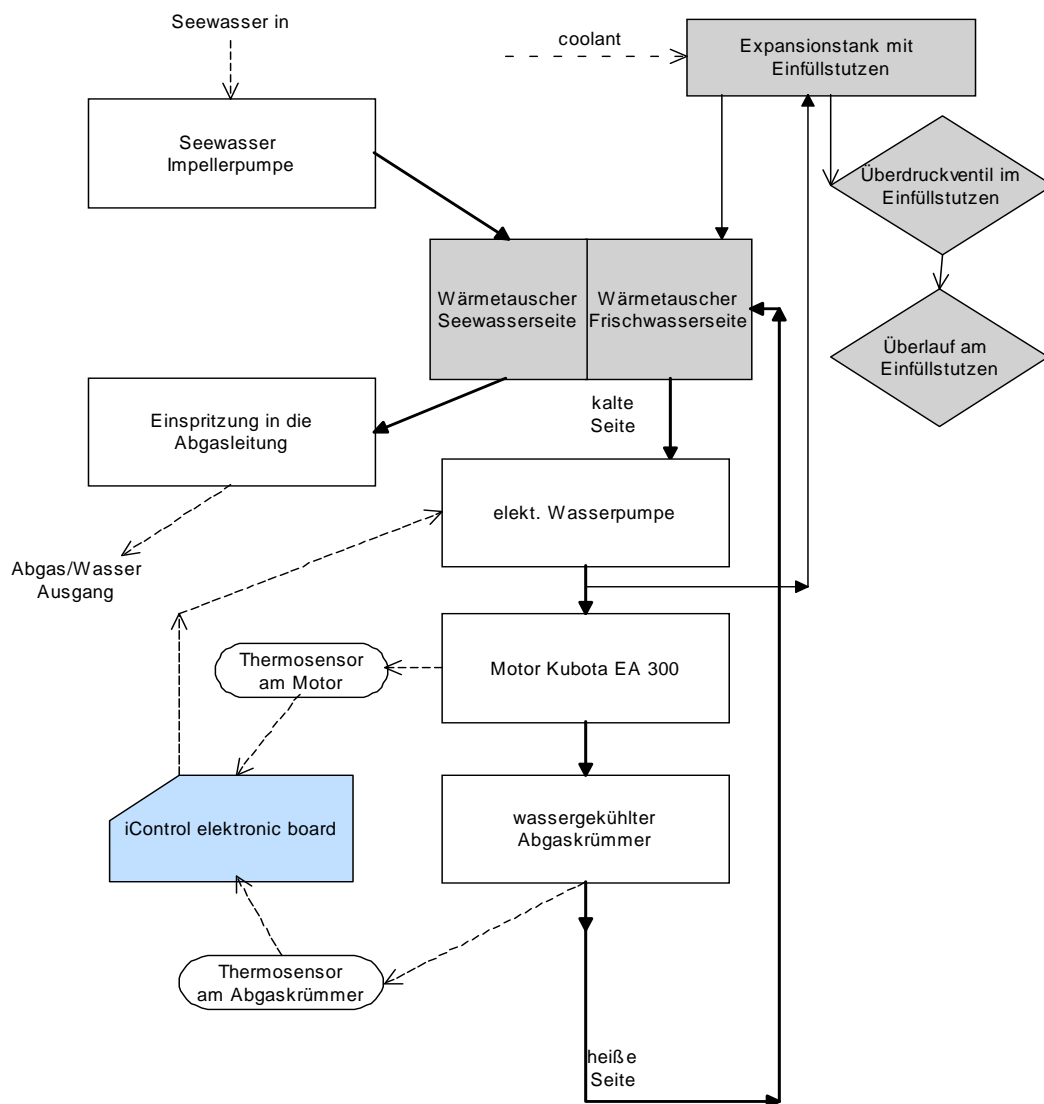 Seewasser in
coolant
Expansionstank mit
Einfüllstutzen
Seewasser
Impellerpumpe
Überdruckventil im
Einfüllstutzen
Wärmetauscher
Seewasserseite
Wärmetauscher
Frischwasserseite
Überlauf am
Einfüllstutzen
Einspritzung in die
Abgasleitung
kalte
Seite
elekt. Wasserpumpe
Abgas/Wasser
Ausgang
Thermosensor
am Motor
Motor Kubota EA 300
iControl elektronic board
wassergekühlter
Abgaskrümmer
Thermosensor
am Abgaskrümmer
heiße
Seite